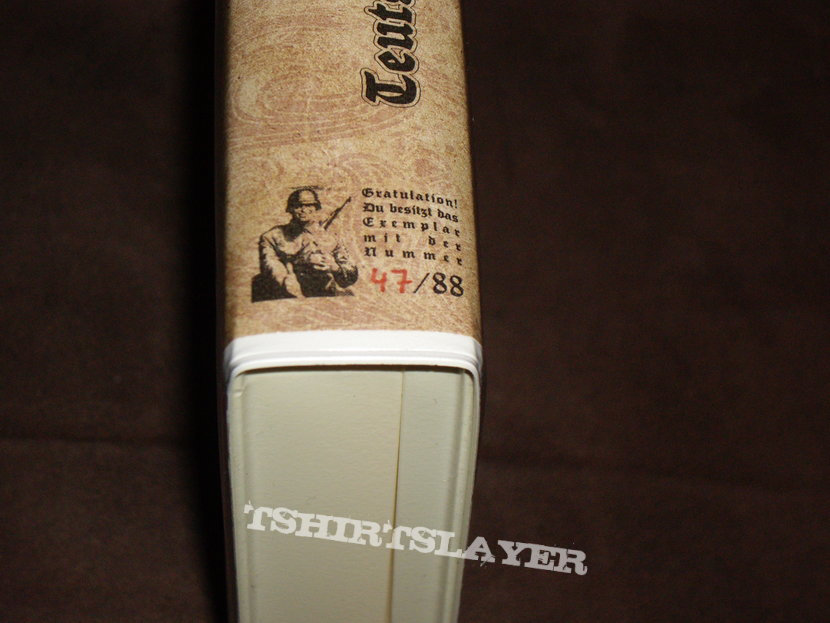 Gratulation!
Du besitzt das
Exemplar
mit der
Nummer
47/88
TSHIRTSLAYER